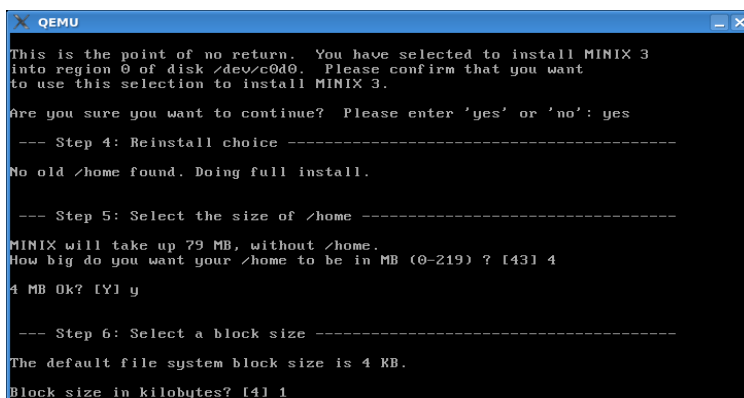 QEMU
This is the point of no return.  You have selected to install MINIX 3
into region 0 of disk /dev/c0d0.  Please confirm that you want
to use this selection to install MINIX 3.
Are you sure you want to continue?  Please enter 'yes' or 'no': yes
--- Step 4: Reinstall choice ------------------------------------------
No old /home found. Doing full install.
--- Step 5: Select the size of /home ----------------------------------
MINIX will take up 79 MB, without /home.
How big do you want your /home to be in MB (0-219) ? [43] 4
4 MB Ok? [Y] y
--- Step 6: Select a block size ---------------------------------------
The default file system block size is 4 KB.
Block size in kilobytes? [4] 1